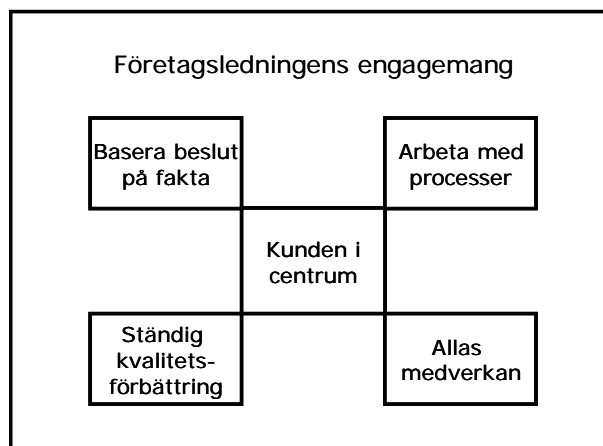 Företagsledningens engagemang
Basera beslut
på fakta
Arbeta med
processer
Kunden i
centrum
Ständig
kvalitets-
förbättring
Allas
medverkan